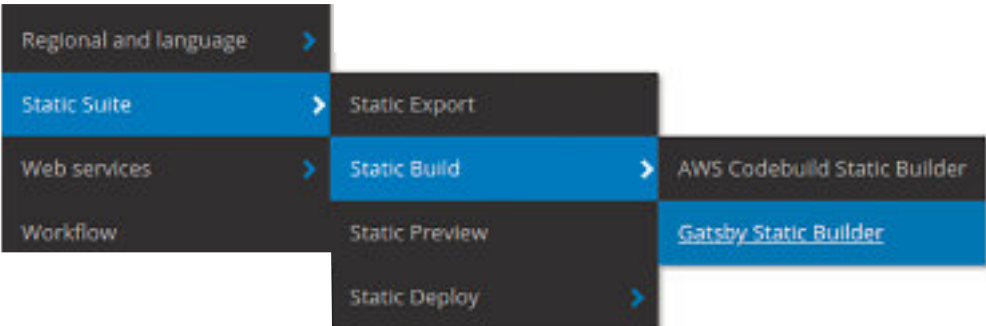 Regional and language
Static Suite
Web services
Workflow
Static Export
Static Build
Static Preview
Static Deploy
AWS Codebuild Static Builder
Gatsby Static Builder